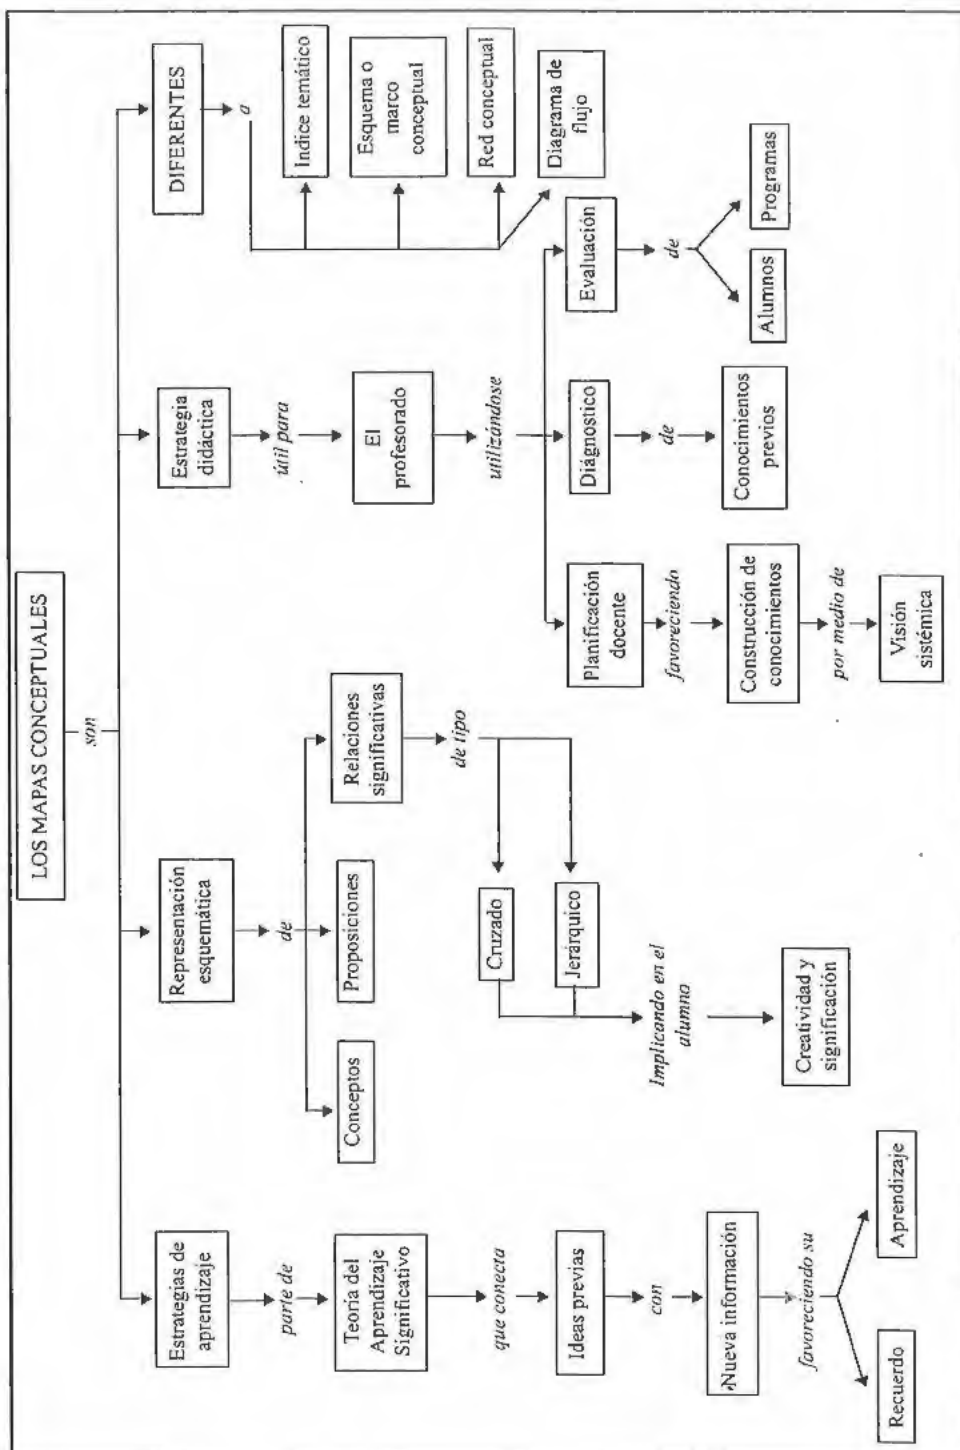 LOS MAPAS CONCEPTUALES
son
Estrategias de
aprendizaje
parte de
Teoría del
Aprendizaje
Significativo
que conecta
Ideas previas
con
Nueva información
favoreciendo su
Recuerdo
Aprendizaje
Representación
esquemática
de
Conceptos
Proposiciones
Relaciones
significativas
de tipo
Cruzado
Jerárquico
Implicando en el
alumno
Creatividad y
significación
Estrategia
didáctica
útil para
El
profesorado
utilizándose
Planificación
docente
favoreciendo
Construcción de
conocimientos
por medio de
Visión
sistémica
Diágnostico
de
Conocimientos
previos
Evaluación
de
Alumnos
Programas
DIFERENTES
a
Indice temático
Esquema o
marco
conceptual
Red conceptual
Diagrama de
flujo